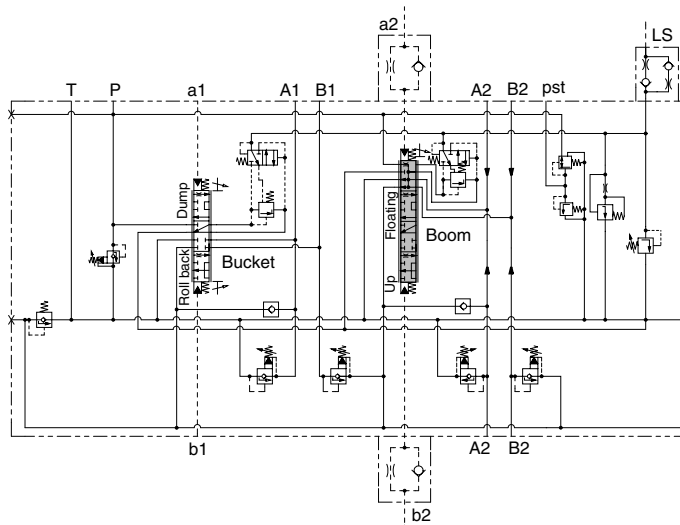 a2
LS
T P a1 A1 B1 A2 B2 pst
Dump
Floating
Boom
Bucket
Roll back
Up
b1 A2 B2
b2